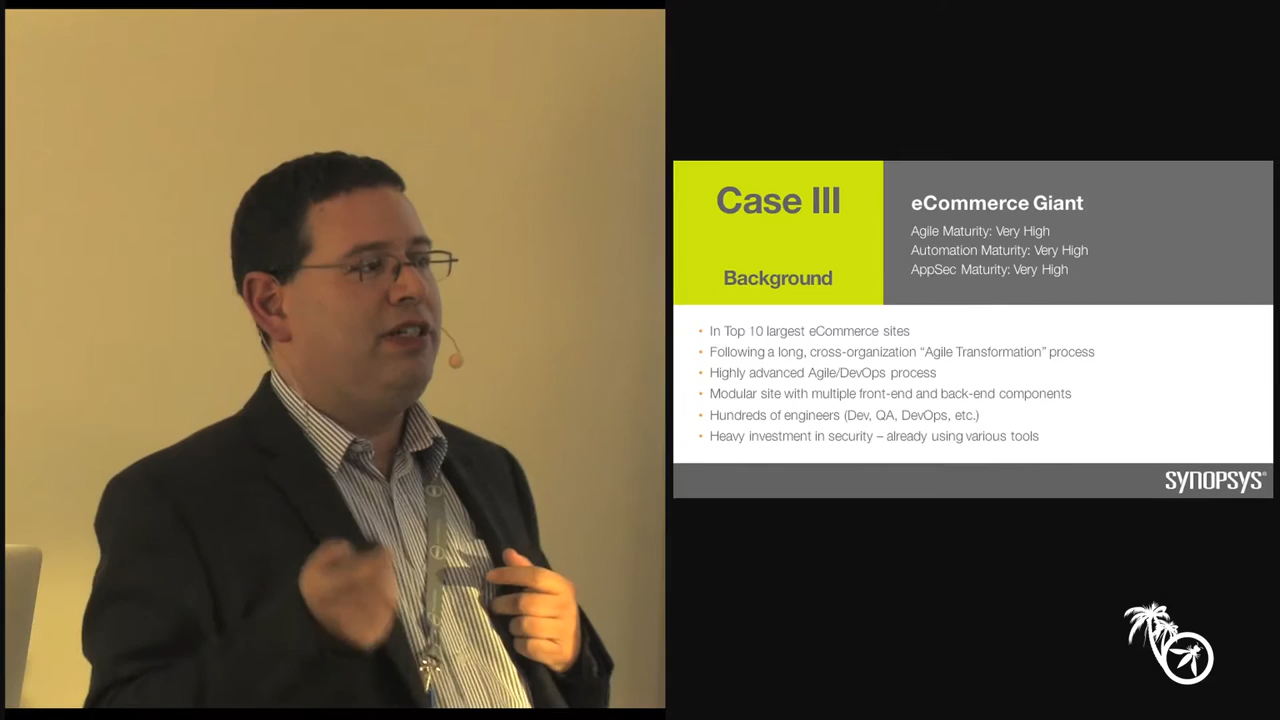 Case III
Background
eCommerce Giant
Agile Maturity: Very High
Automation Maturity: Very High
AppSec Maturity: Very High
• In Top 10 largest eCommerce sites
• Following a long, cross-organization “Agile Transformation” process
• Highly advanced Agile/DevOps process
• Modular site with multiple front-end and back-end components
• Hundreds of engineers (Dev, QA, DevOps, etc.)
• Heavy investment in security – already using various tools
SYNOPSYS®